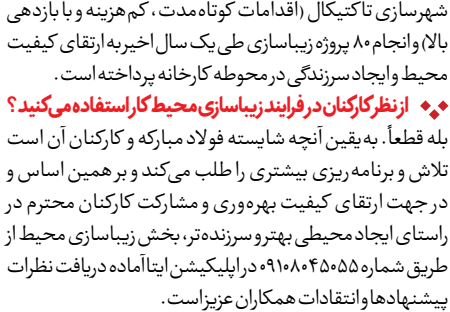 شهرسازی تاکتیکال (اقدامات کوتاه‌مدت، کم‌هزینه و با بازدهی
بالا) و انجام ۸۰ پروژه زیباسازی طی یک سال اخیر به ارتقای کیفیت
محیط و ایجاد سرزندگی در محوطه کارخانه پرداخته است.
از نظر کارکنان در فرایند زیباسازی محیط کار استفاده می‌کنید؟
بله قطعاً. به‌یقین آنچه شایسته فولاد مبارکه و کارکنان آن است
تلاش و برنامه‌ریزی بیشتری را طلب می‌کند و بر همین اساس و
در جهت ارتقای کیفیت بهره‌وری و مشارکت کارکنان محترم در
راستای ایجاد محیطی بهتر و سرزنده‌تر، بخش زیباسازی محیط از
طریق شماره ۰۹۱۰۸۰۴۵۰۵۵ در اپلیکیشن ایتا آماده دریافت نظرات
پیشنهادها و انتقادات همکاران عزیز است.